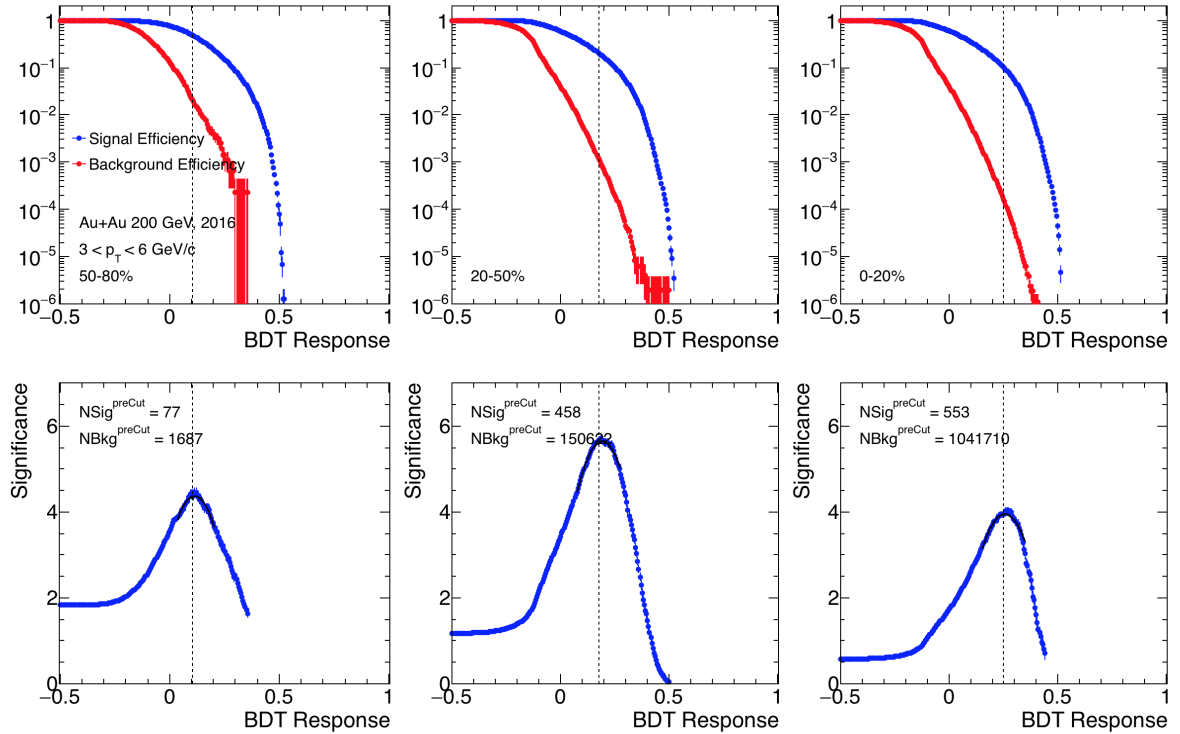 1
10⁻¹
10⁻²
10⁻³
10⁻⁴
10⁻⁵
10⁻⁶
Signal Efficiency
Background Efficiency
Au+Au 200 GeV, 2016
3 < p_T < 6 GeV/c
50-80%
−0.5 0 0.5 1
BDT Response
1
10⁻¹
10⁻²
10⁻³
10⁻⁴
10⁻⁵
10⁻⁶
20-50%
−0.5 0 0.5 1
BDT Response
1
10⁻¹
10⁻²
10⁻³
10⁻⁴
10⁻⁵
10⁻⁶
0-20%
−0.5 0 0.5 1
BDT Response
Significance
6
4
2
0
NSig^preCut = 77
NBkg^preCut = 1687
−0.5 0 0.5 1
BDT Response
Significance
6
4
2
0
NSig^preCut = 458
NBkg^preCut =
−0.5 0 0.5 1
BDT Response
Significance
6
4
2
0
NSig^preCut = 553
NBkg^preCut = 1041710
−0.5 0 0.5 1
BDT Response